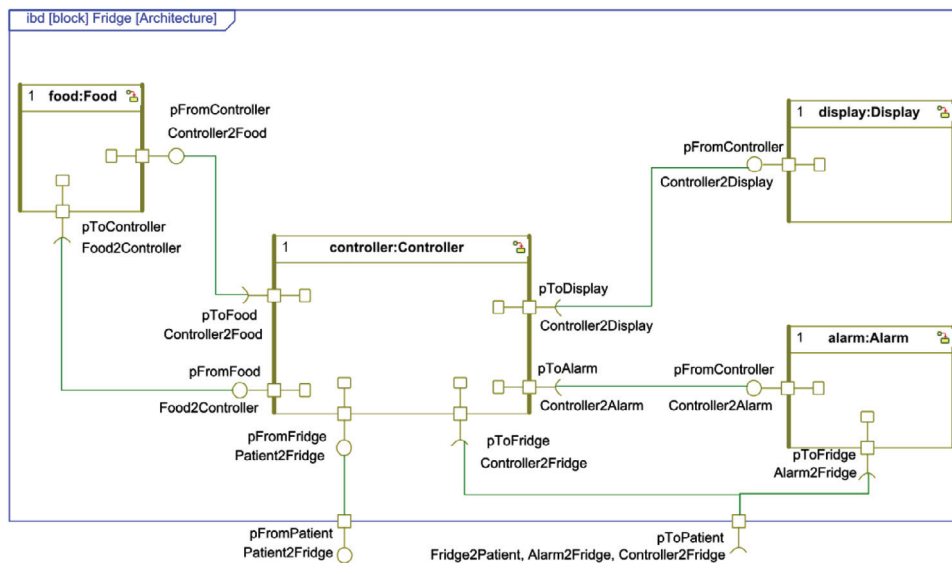 ibd [block] Fridge [Architecture]
1 food:Food
pFromController
Controller2Food
pToController
Food2Controller
1 display:Display
pFromController
Controller2Display
1 controller:Controller
pToFood
Controller2Food
pFromFood
Food2Controller
pToDisplay
Controller2Display
pToAlarm
Controller2Alarm
1 alarm:Alarm
pFromController
Controller2Alarm
pFromFridge
Patient2Fridge
pToFridge
Controller2Fridge
pToFridge
Alarm2Fridge
pFromPatient
Patient2Fridge
pToPatient
Fridge2Patient, Alarm2Fridge, Controller2Fridge